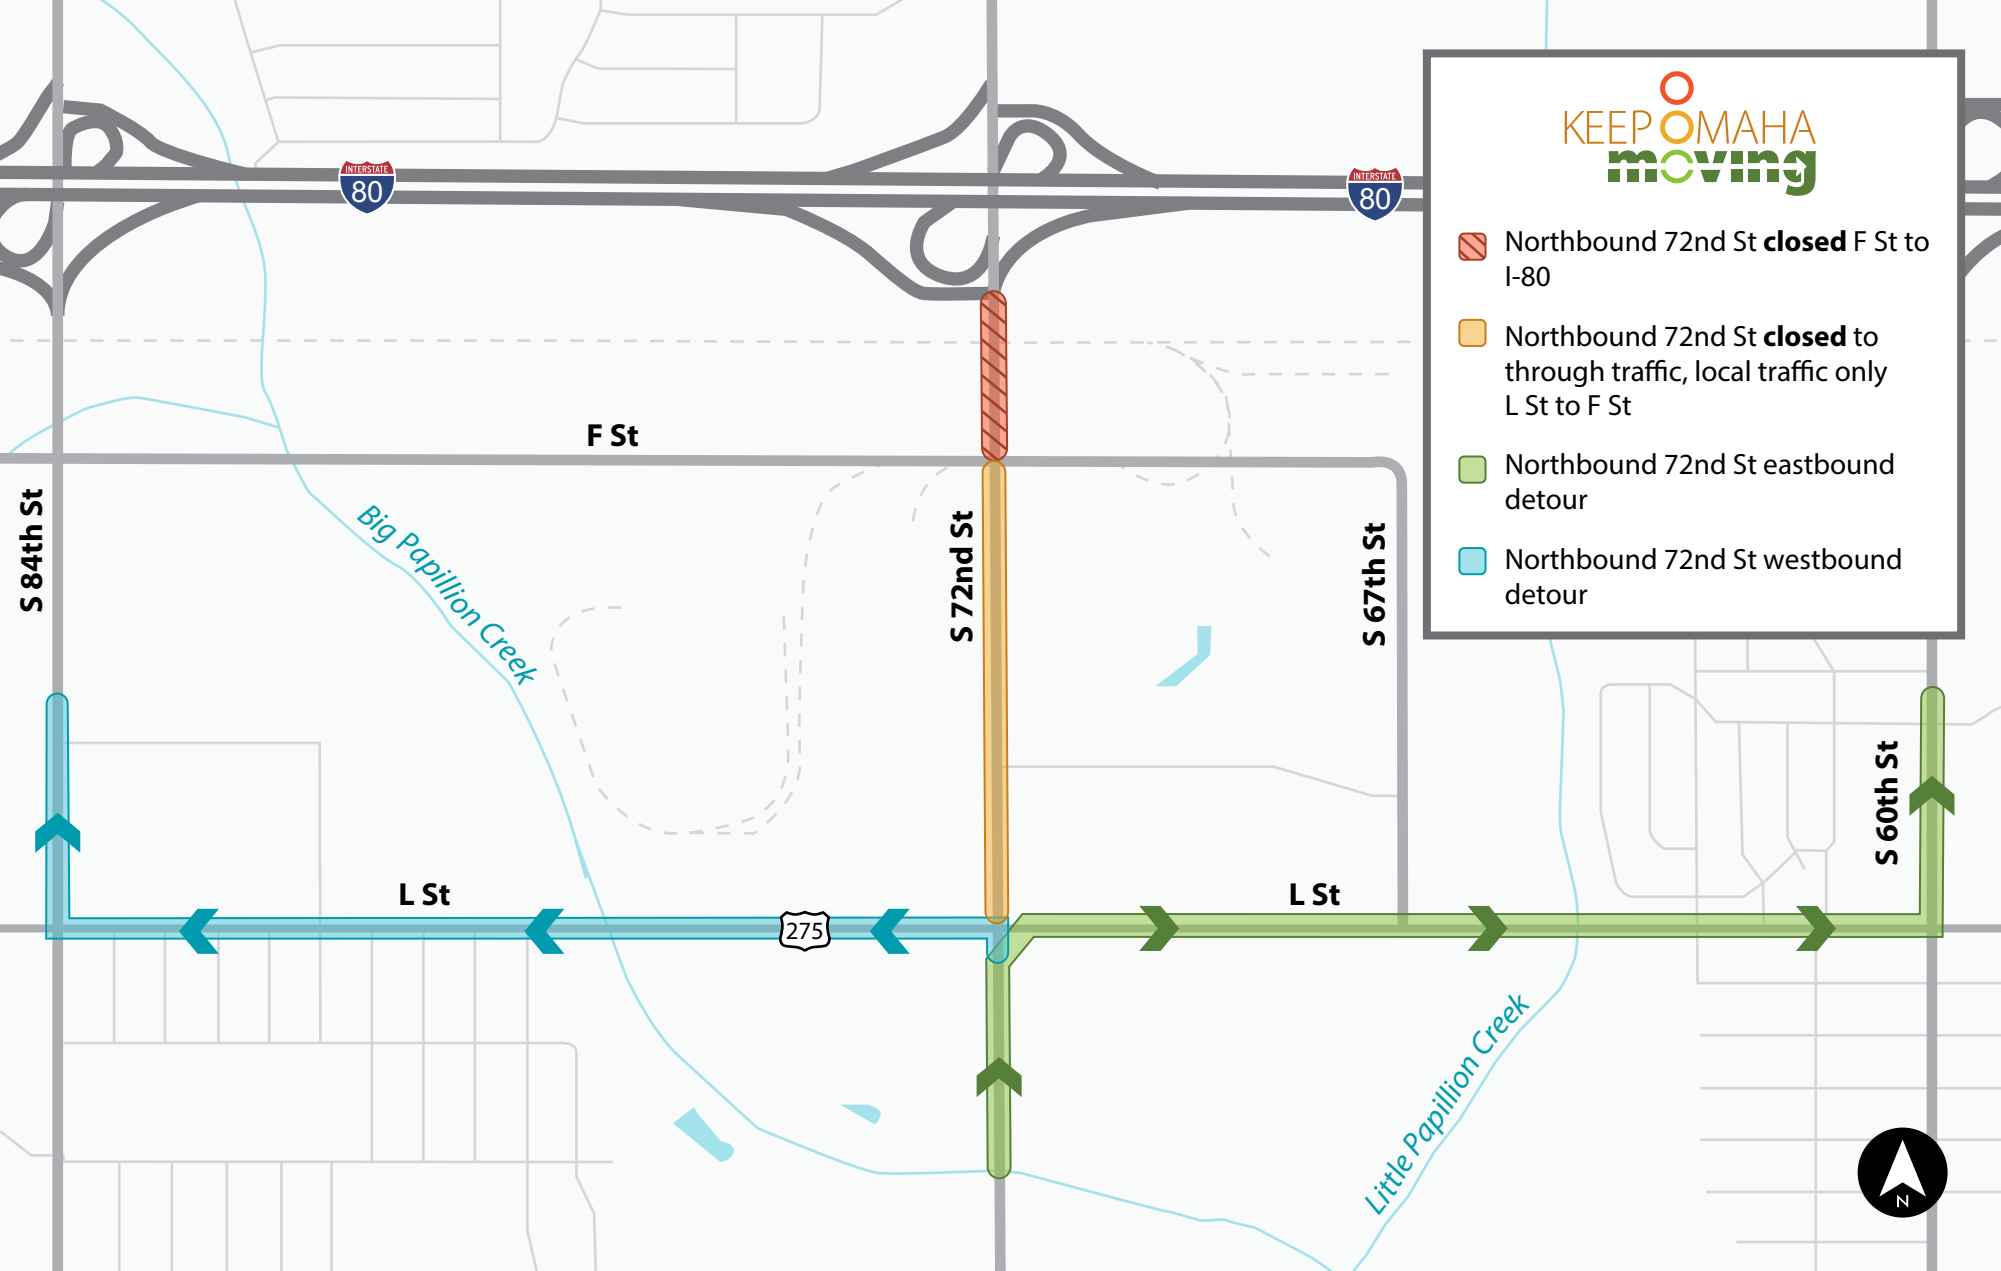 INTERSTATE
80
INTERSTATE
80
KEEP OMAHA
moving
Northbound 72nd St closed F St to
I-80
Northbound 72nd St closed to
through traffic, local traffic only
L St to F St
Northbound 72nd St eastbound
detour
Northbound 72nd St westbound
detour
F St
S 84th St
Big Papillion Creek
S 72nd St
S 67th St
S 60th St
L St
275
L St
Little Papillion Creek
N